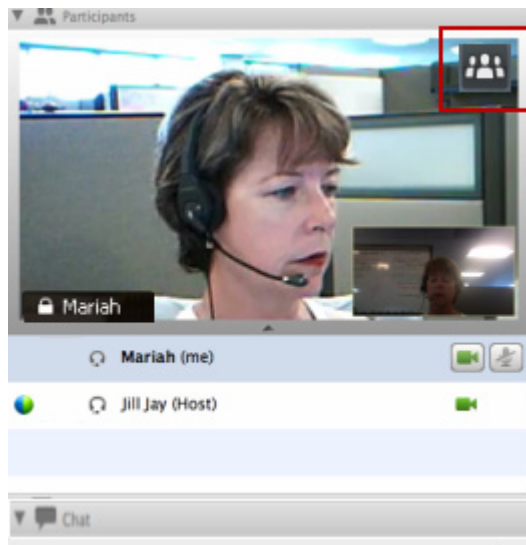 Participants
Mariah
Mariah (me)
Jill Jay (Host)
Chat